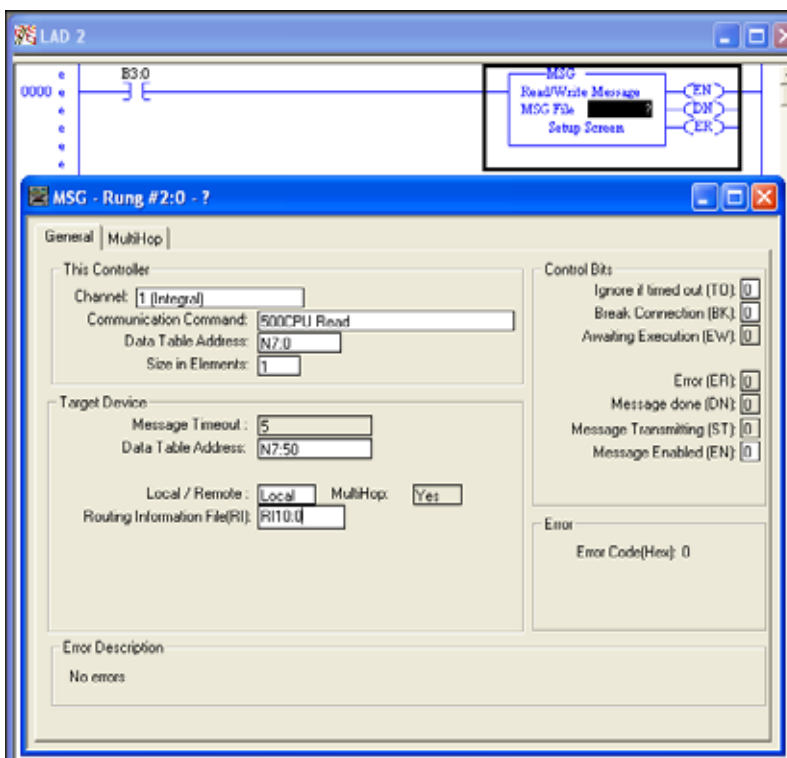 LAD 2
e
B3:0
MSG
0000 e
Read/Write Message
EN
e
MSG File ?
DN
e
Setup Screen
ER
e
e
MSG - Rung #2:0 - ?
General MultiHop
This Controller
Channel: 1 (Integral)
Communication Command: 500CPU Read
Data Table Address: N7:0
Size in Elements: 1
Target Device
Message Timeout : 5
Data Table Address: N7:50
Local / Remote : Local MultiHop: Yes
Routing Information File(RI): RI10:0
Control Bits
Ignore if timed out (TO): 0
Break Connection (BK): 0
Awaiting Execution (EW): 0
Error (ER): 0
Message done (DN): 0
Message Transmitting (ST): 0
Message Enabled (EN): 0
Error
Error Code(Hex): 0
Error Description
No errors